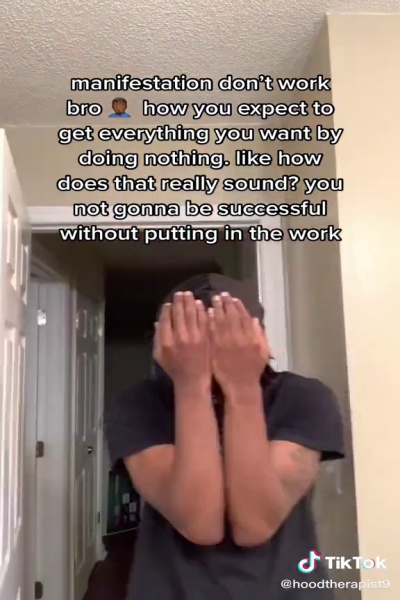 manifestation don't work
bro 🤦🏾‍♂️ how you expect to
get everything you want by
doing nothing. like how
does that really sound? you
not gonna be successful
without putting in the work
TikTok
@hoodtherapist9